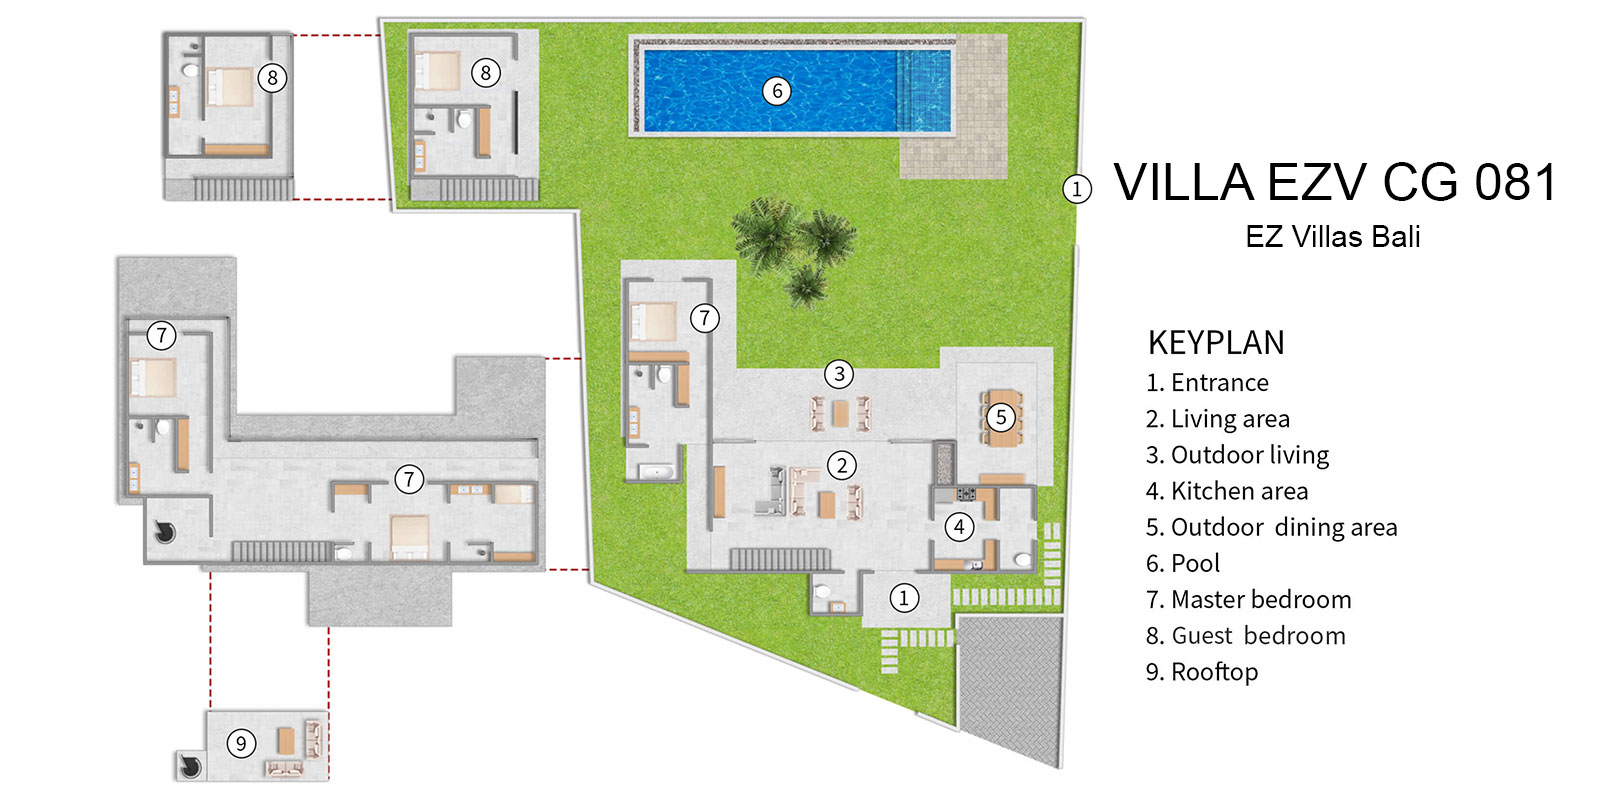 8
8
6
1
VILLA EZV CG 081
EZ Villas Bali
7
7
3
5
7
2
4
1
9
KEYPLAN
1. Entrance
2. Living area
3. Outdoor living
4. Kitchen area
5. Outdoor  dining area
6. Pool
7. Master bedroom
8. Guest  bedroom
9. Rooftop